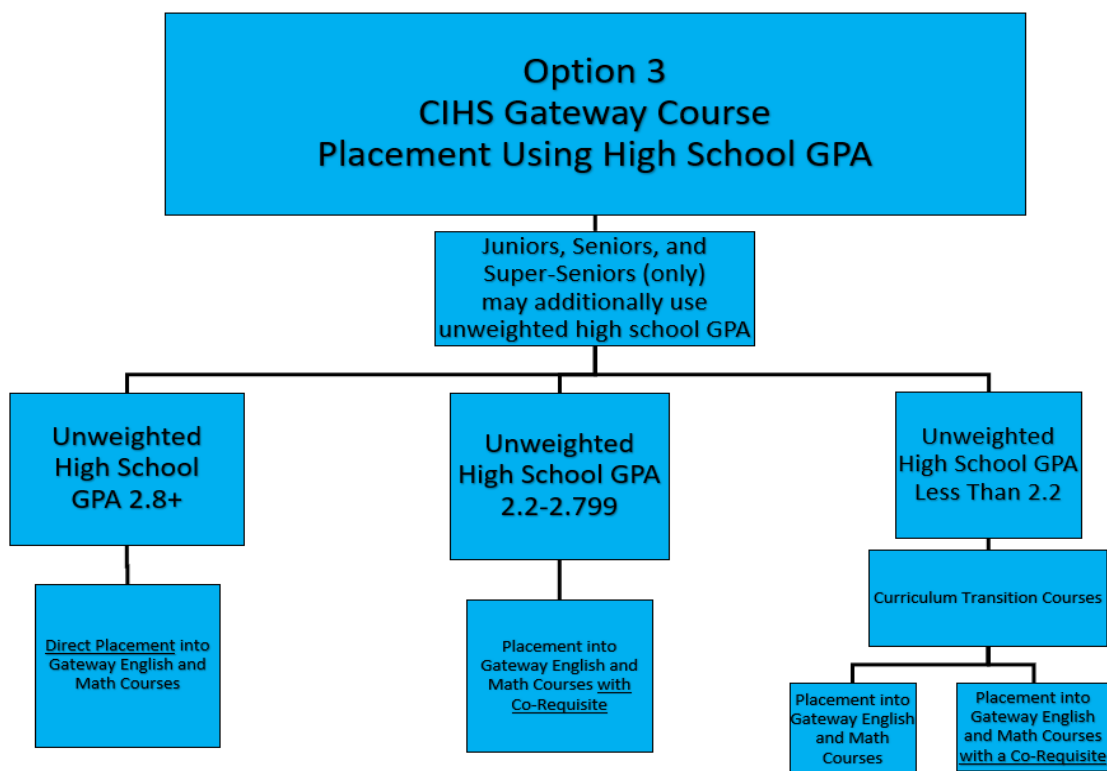 Option 3
CIHS Gateway Course
Placement Using High School GPA
Juniors, Seniors, and
Super-Seniors (only)
may additionally use
unweighted high school GPA
Unweighted
High School
GPA 2.8+
Unweighted
High School GPA
2.2-2.799
Unweighted
High School GPA
Less Than 2.2
Direct Placement into
Gateway English and
Math Courses
Placement into
Gateway English and
Math Courses with
Co-Requisite
Curriculum Transition Courses
Placement into
Gateway English
and Math
Courses
Placement into
Gateway English
and Math Courses
with a Co-Requisite